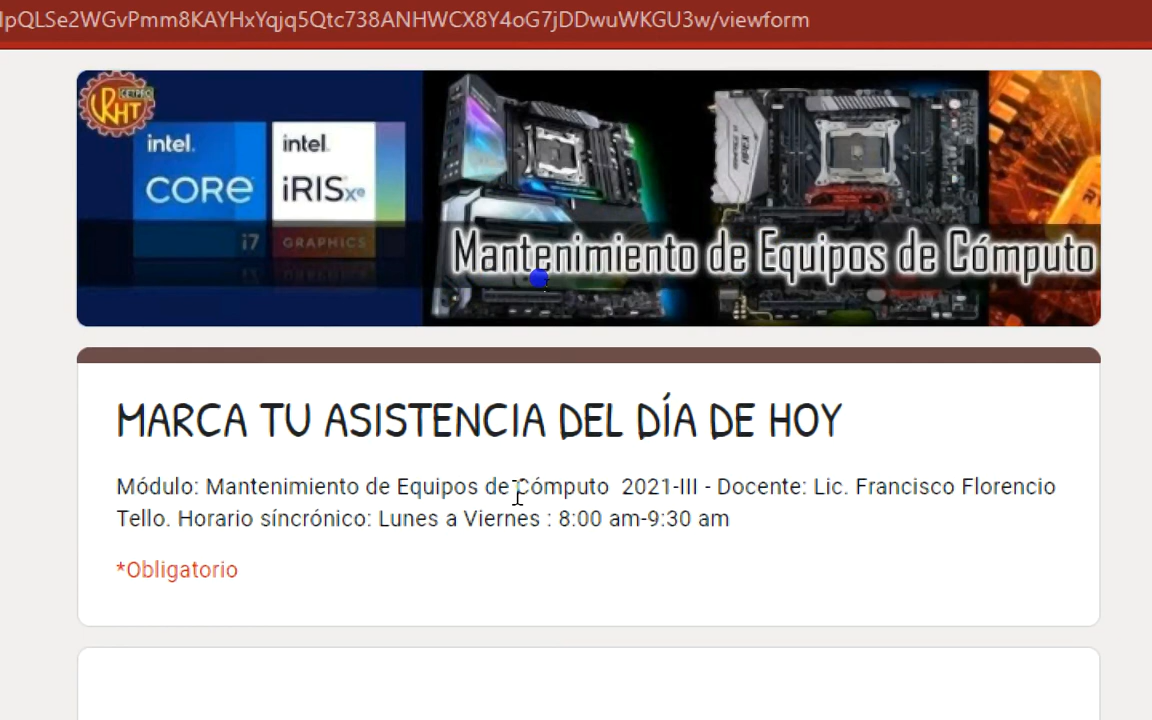 lpQLSe2WGvPmm8KAYHxYqjq5Qtc738ANHWCX8Y4oG7jDDwuWKGU3w/viewform
CETPRO
RHT
intel.
CORE
i7
intel.
iRISxe
GRAPHICS
Mantenimiento de Equipos de Cómputo
MARCA TU ASISTENCIA DEL DÍA DE HOY
Módulo: Mantenimiento de Equipos de Cómputo  2021-III - Docente: Lic. Francisco Florencio
Tello. Horario síncrónico: Lunes a Viernes : 8:00 am-9:30 am
*Obligatorio